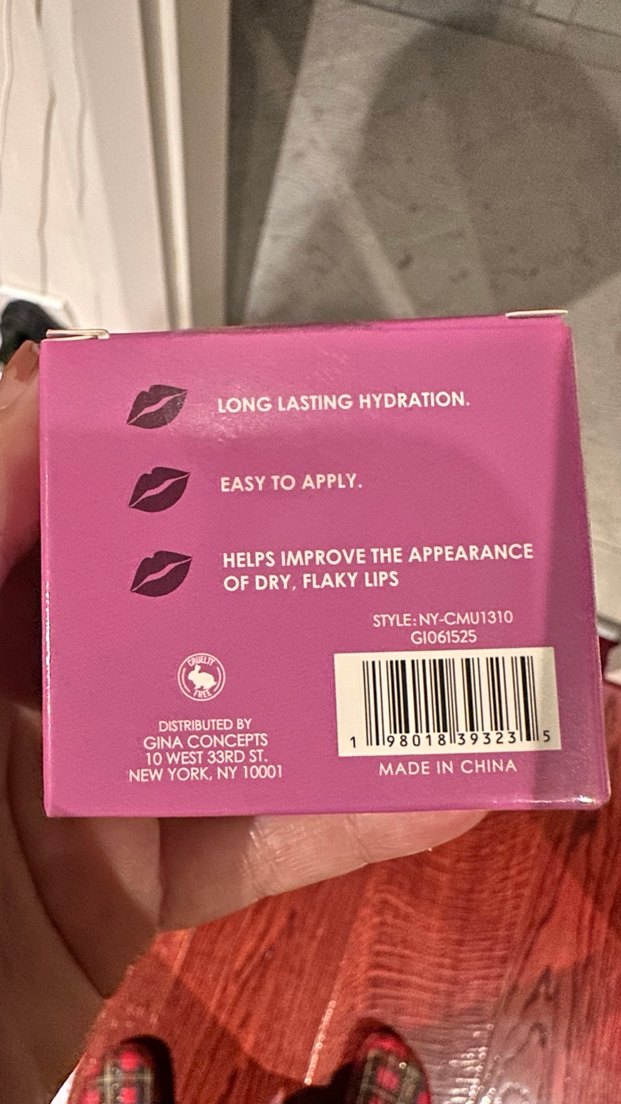 LONG LASTING HYDRATION.
EASY TO APPLY.
HELPS IMPROVE THE APPEARANCE
OF DRY, FLAKY LIPS
STYLE: NY-CMU1310
GI061525
CRUELTY
FREE
DISTRIBUTED BY
GINA CONCEPTS
10 WEST 33RD ST.
NEW YORK, NY 10001
1 98018 39323 5
MADE IN CHINA